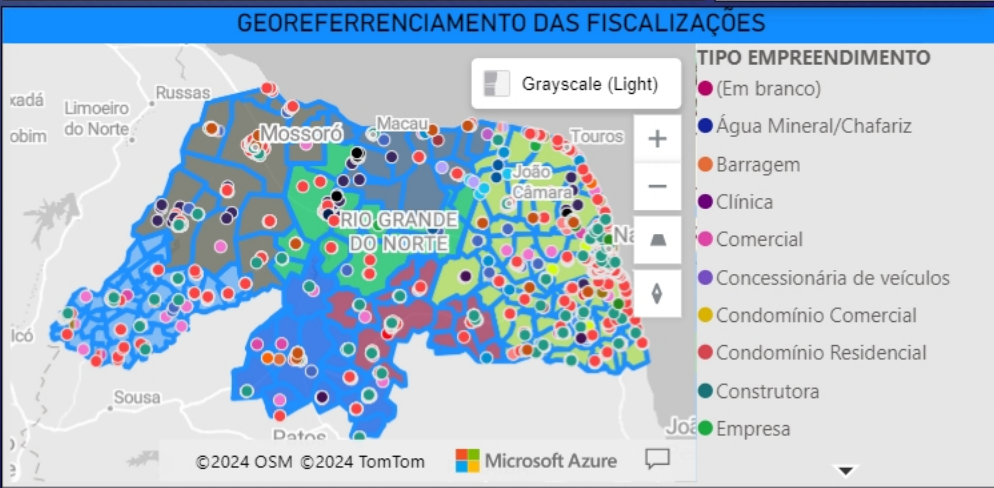 GEOREFERRENCIAMENTO DAS FISCALIZAÇÕES
xadá
Limoeiro
do Norte
Russas
obim
Mossoró
Macau
Touros
João
Câmara
RIO GRANDE
DO NORTE
Na
Icó
Sousa
Patos
Joã
Grayscale (Light)
©2024 OSM ©2024 TomTom
Microsoft Azure
TIPO EMPREENDIMENTO
(Em branco)
Água Mineral/Chafariz
Barragem
Clínica
Comercial
Concessionária de veículos
Condomínio Comercial
Condomínio Residencial
Construtora
Empresa